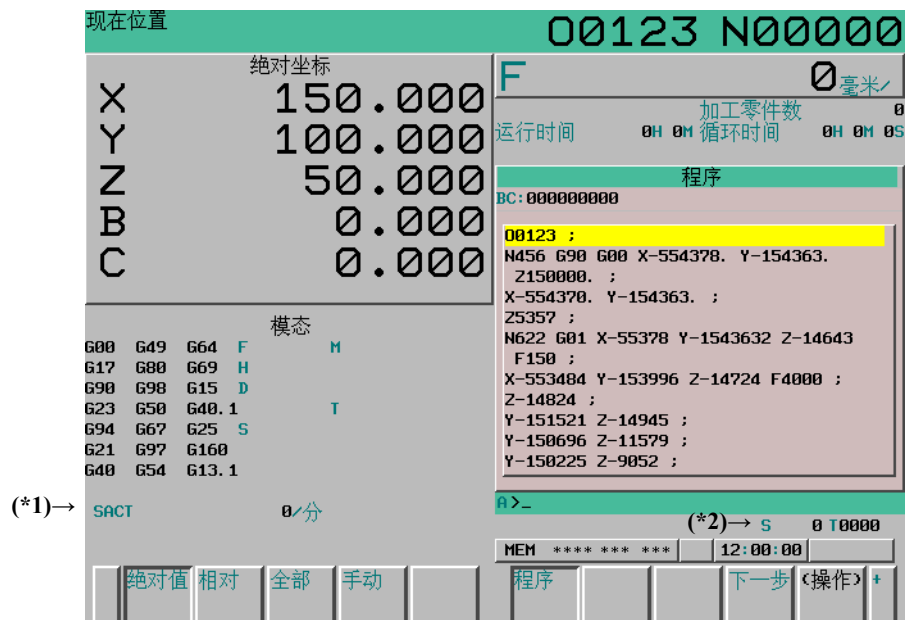 现在位置
O0123 N00000
绝对坐标
X 150.000
Y 100.000
Z 50.000
B 0.000
C 0.000
F 0毫米/
加工零件数 0
运行时间 0H 0M 循环时间 0H 0M 0S
程序
BC:000000000
O0123 ;
N456 G90 G00 X-554378. Y-154363.
Z150000. ;
X-554370. Y-154363. ;
Z5357 ;
N622 G01 X-55378 Y-1543632 Z-14643
F150 ;
X-553484 Y-153996 Z-14724 F4000 ;
Z-14824 ;
Y-151521 Z-14945 ;
Y-150696 Z-11579 ;
Y-150225 Z-9052 ;
模态
G00 G49 G64 F M
G17 G80 G69 H
G90 G98 G15 D
G23 G50 G40.1 T
G94 G67 G25 S
G21 G97 G160
G40 G54 G13.1
(*1)→ SACT 0/分
A>_
(*2)→ S 0 T0000
MEM **** *** *** 12:00:00
绝对值 相对 全部 手动 程序 下一步 (操作) +